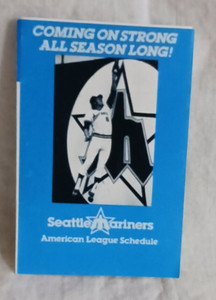 COMING ON STRONG
ALL SEASON LONG!
Seattle Mariners
American League Schedule